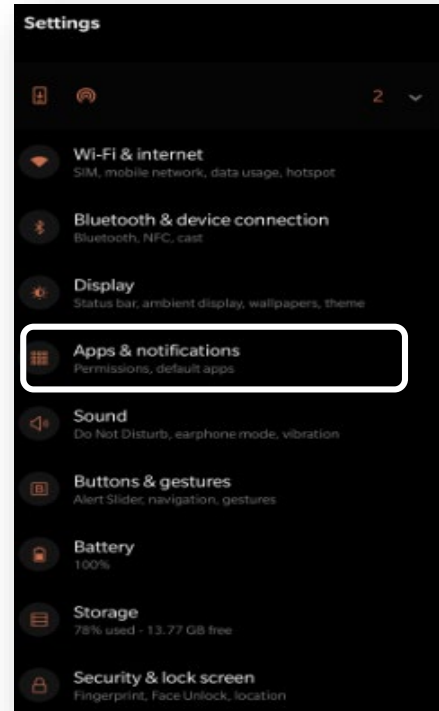 Settings
2
Wi-Fi & internet
SIM, mobile network, data usage, hotspot
Bluetooth & device connection
Bluetooth, NFC, cast
Display
Status bar, ambient display, wallpapers, theme
Apps & notifications
Permissions, default apps
Sound
Do Not Disturb, earphone mode, vibration
Buttons & gestures
Alert Slider, navigation, gestures
Battery
100%
Storage
78% used - 13.77 GB free
Security & lock screen
Fingerprint, Face Unlock, location